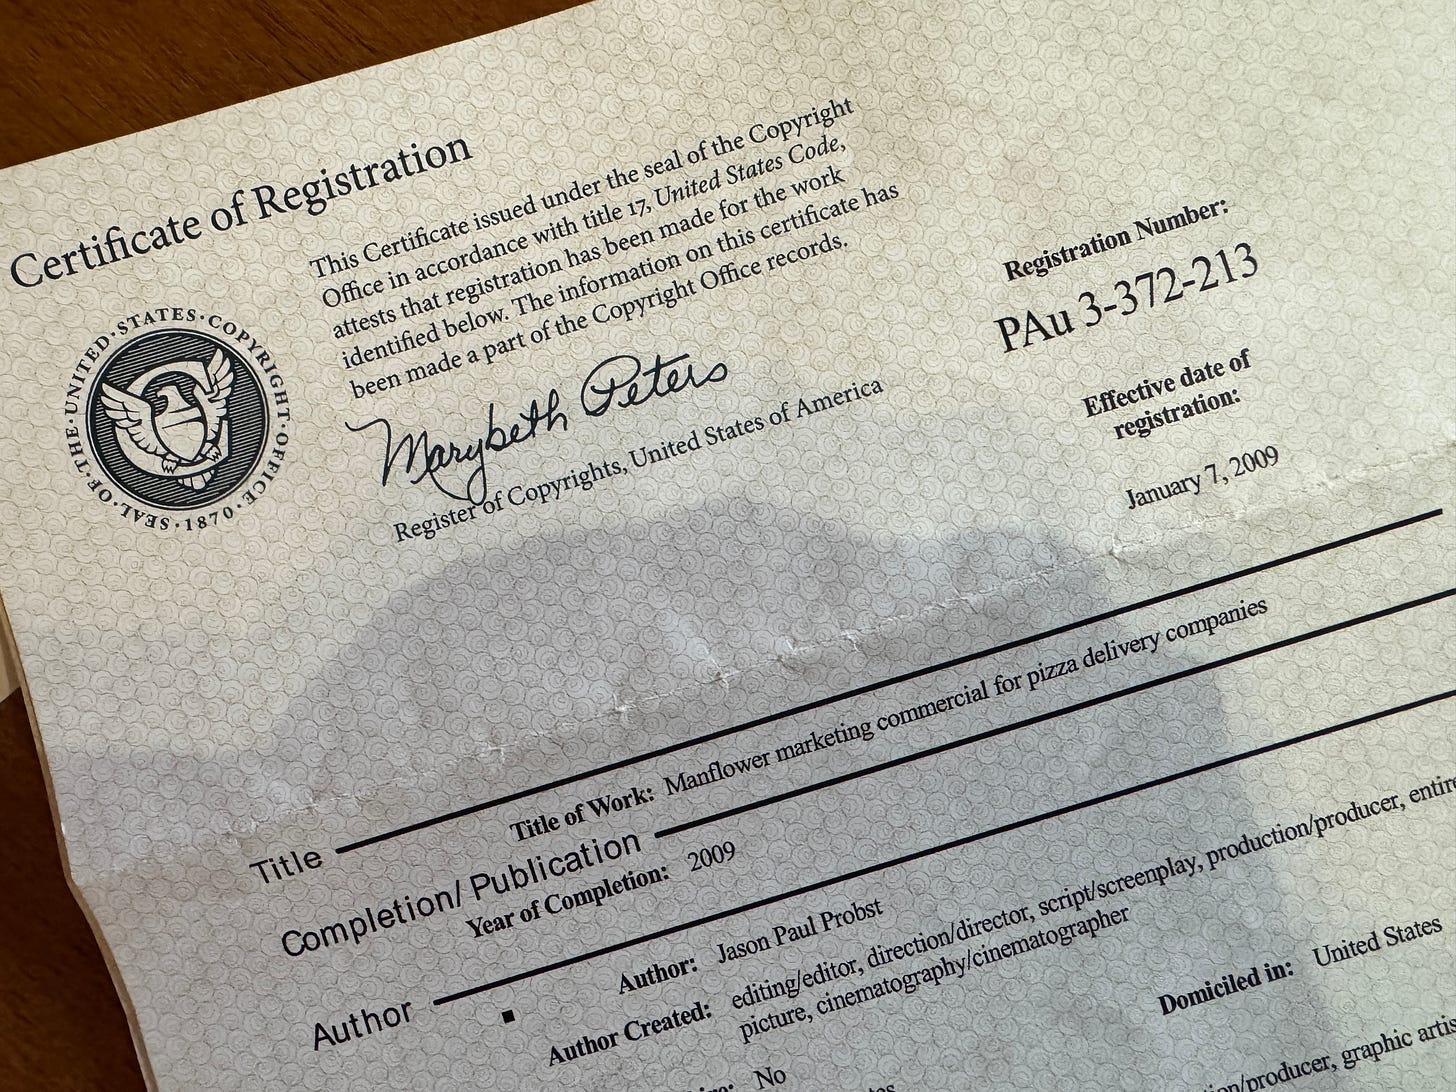 Certificate of Registration
This Certificate issued under the seal of the Copyright
Office in accordance with title 17, United States Code,
attests that registration has been made for the work
identified below. The information on this certificate has
been made a part of the Copyright Office records.
Marybeth Peters
Register of Copyrights, United States of America
SEAL·OF·THE·UNITED·STATES·COPYRIGHT·OFFICE·1870·
Registration Number:
PAu 3-372-213
Effective date of
registration:
January 7, 2009
Title
Title of Work: Manflower marketing commercial for pizza delivery companies
Completion/ Publication
Year of Completion: 2009
Author
Author: Jason Paul Probst
Author Created: editing/editor, direction/director, script/screenplay, production/producer, entire
picture, cinematography/cinematographer
No
Domiciled in: United States
/producer, graphic artis